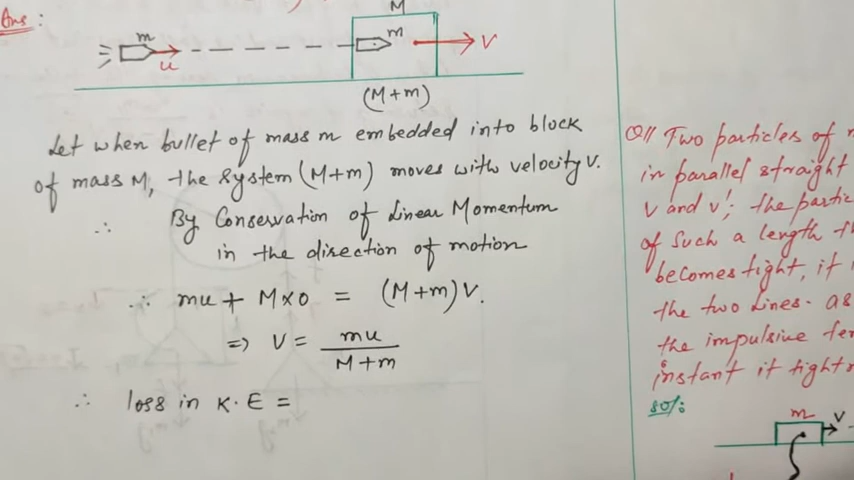 Ans:
M
m
m
u
V
(M+m)
Let when bullet of mass m embedded into block
of mass M, the system (M+m) moves with velocity V.
∴ By Conservation of Linear Momentum
in the direction of motion
∴ mu + M×0 = (M+m)V.
=> V = mu / M+m
∴ loss in K.E =
Q11 Two particles of
in parallel straight
V and V'; the partic
of such a length th
becomes tight, if
the two lines. as
the impulsive te
instant it tight
Sol:
m
V